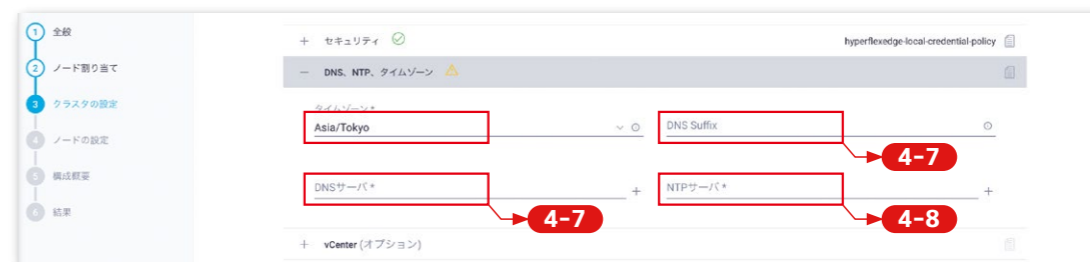 1 全般
2 ノード割り当て
3 クラスタの設定
4 ノードの設定
5 構成概要
6 結果
+ セキュリティ hyperflexedge-local-credential-policy
− DNS、NTP、タイムゾーン
タイムゾーン *
Asia/Tokyo DNS Suffix
4-7
DNSサーバ * + NTPサーバ * +
4-7 4-8
+ vCenter (オプション)